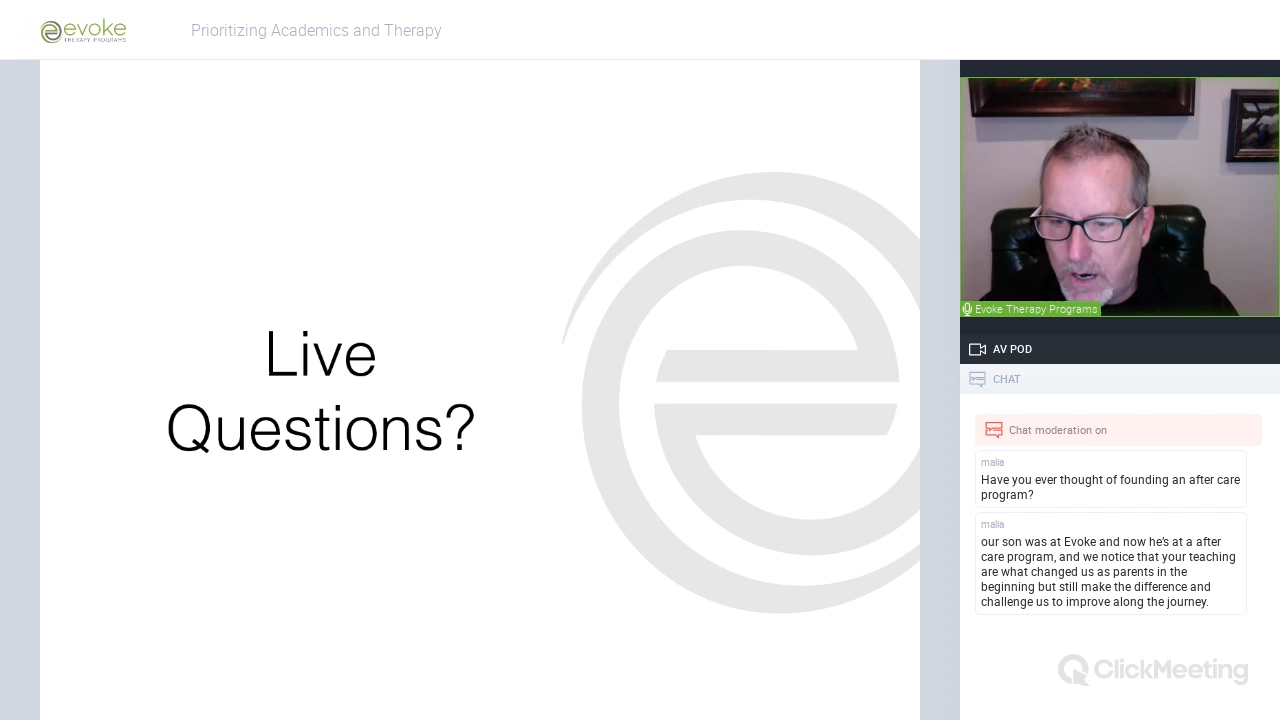 evoke
THERAPY PROGRAMS
Prioritizing Academics and Therapy
Live
Questions?
Evoke Therapy Programs
AV POD
CHAT
Chat moderation on
malia
Have you ever thought of founding an after care
program?
malia
our son was at Evoke and now he's at a after
care program, and we notice that your teaching
are what changed us as parents in the
beginning but still make the difference and
challenge us to improve along the journey.
ClickMeeting